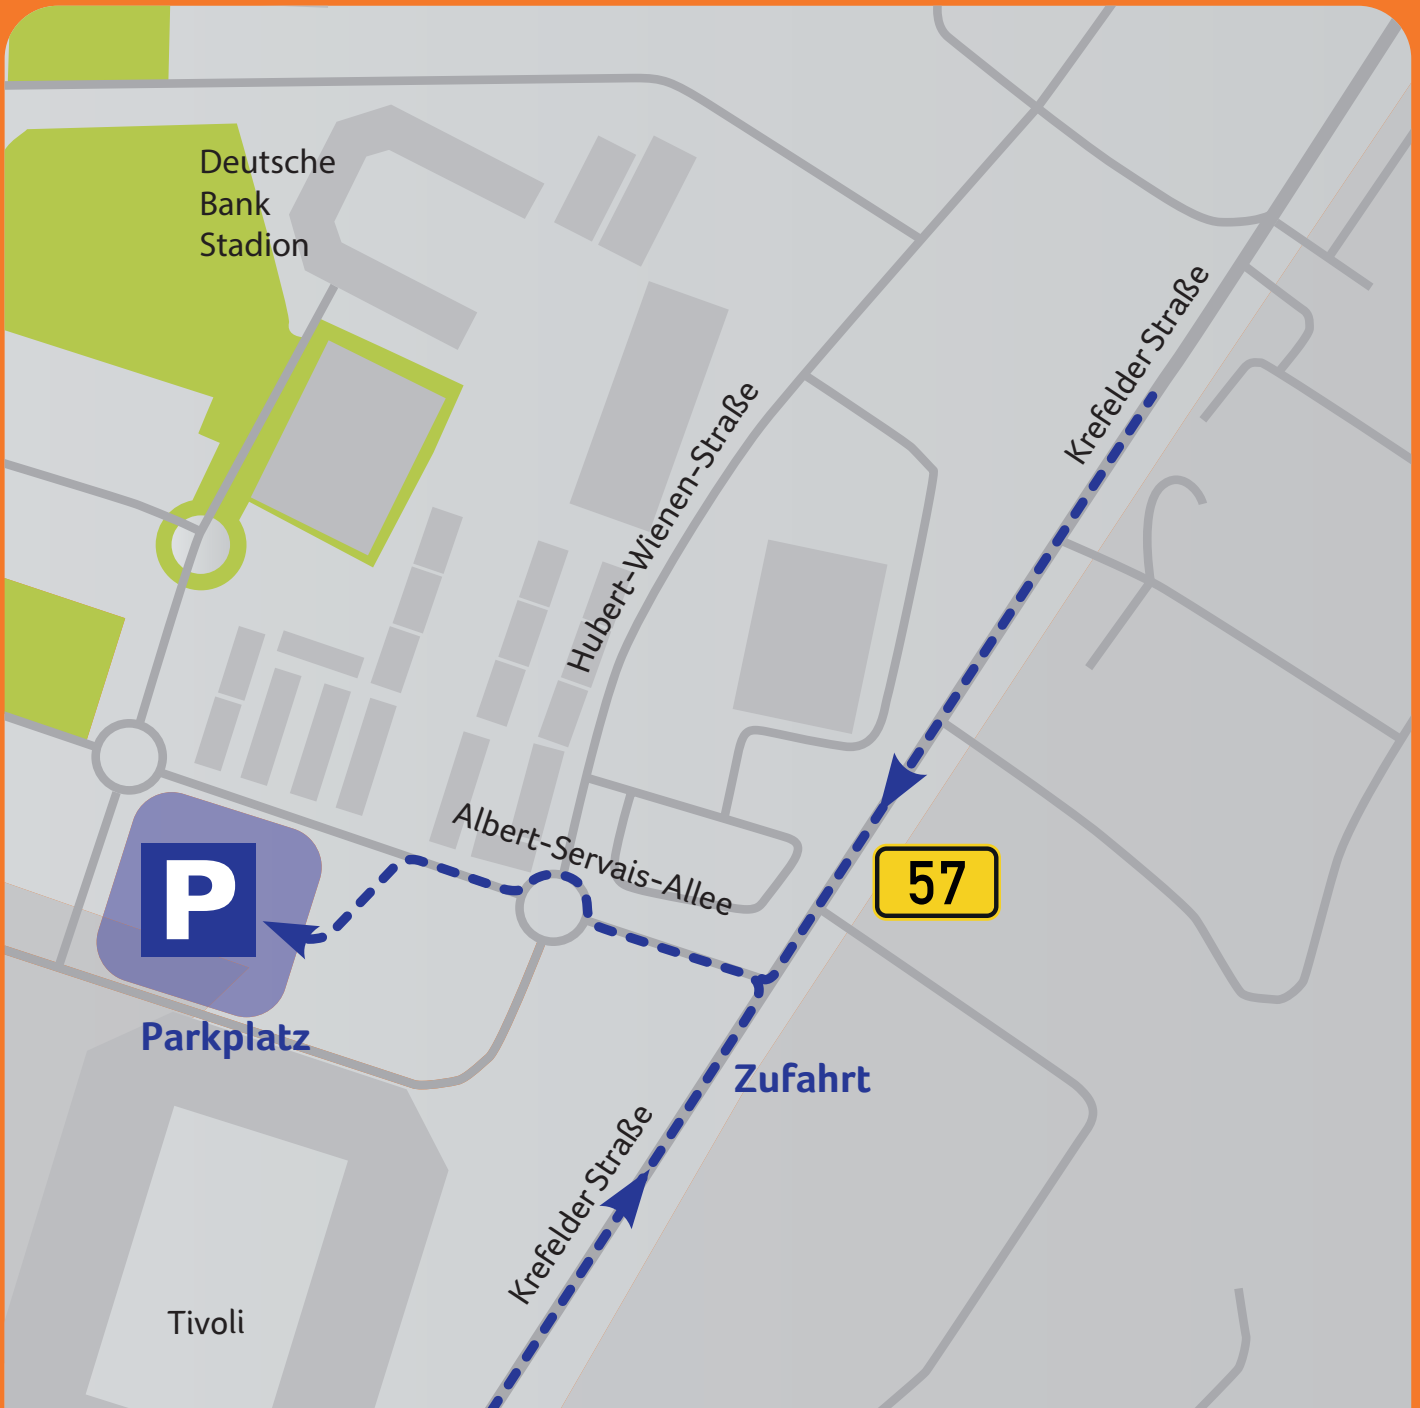 Deutsche
Bank
Stadion
Krefelder Straße
Hubert-Wienen-Straße
Albert-Servais-Allee
57
P
Parkplatz
Zufahrt
Krefelder Straße
Tivoli